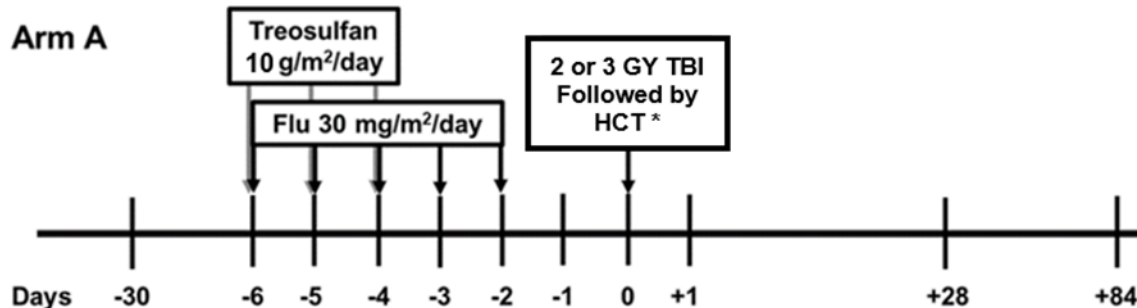 Arm A
Treosulfan
10 g/m²/day
Flu 30 mg/m²/day
2 or 3 GY TBI
Followed by
HCT *
Days -30 -6 -5 -4 -3 -2 -1 0 +1 +28 +84